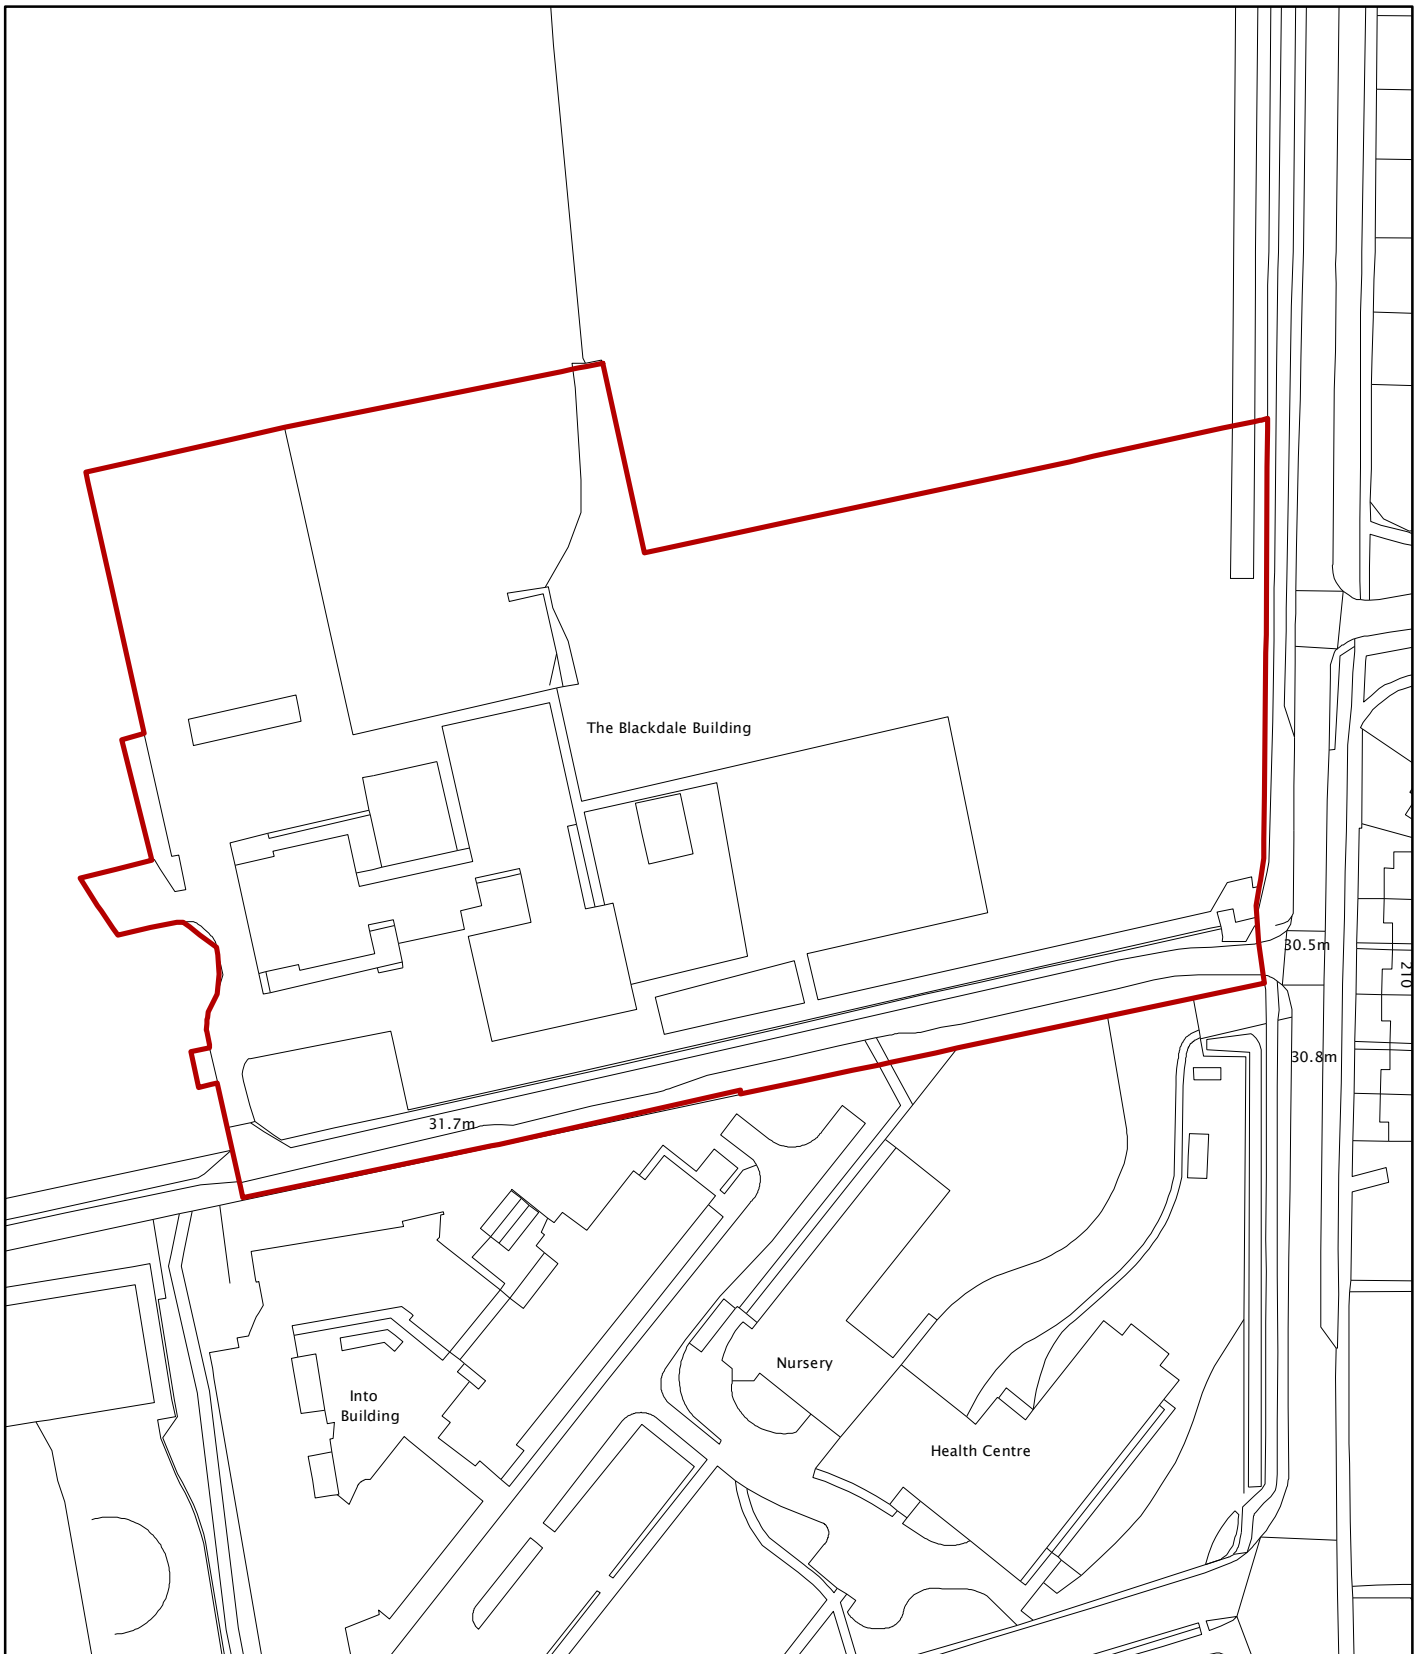 The Blackdale Building
30.5m
210
30.8m
31.7m
Nursery
Into
Building
Health Centre